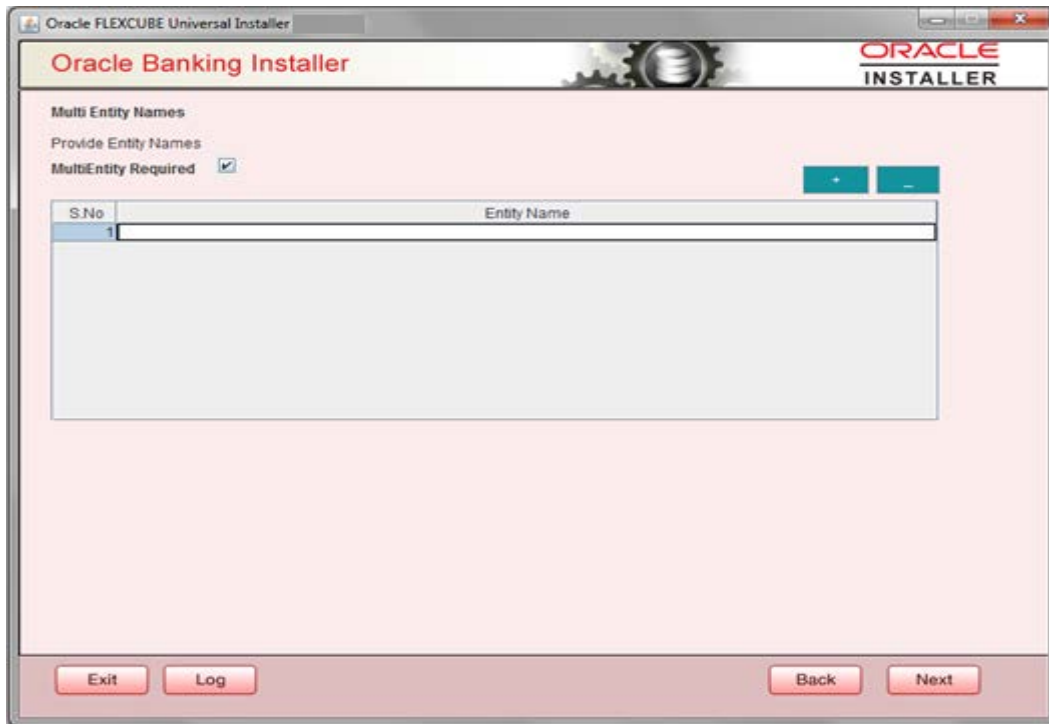 Oracle FLEXCUBE Universal Installer
Oracle Banking Installer
ORACLE
INSTALLER
Multi Entity Names
Provide Entity Names
MultiEntity Required
+ _
S.No Entity Name
1
Exit Log Back Next